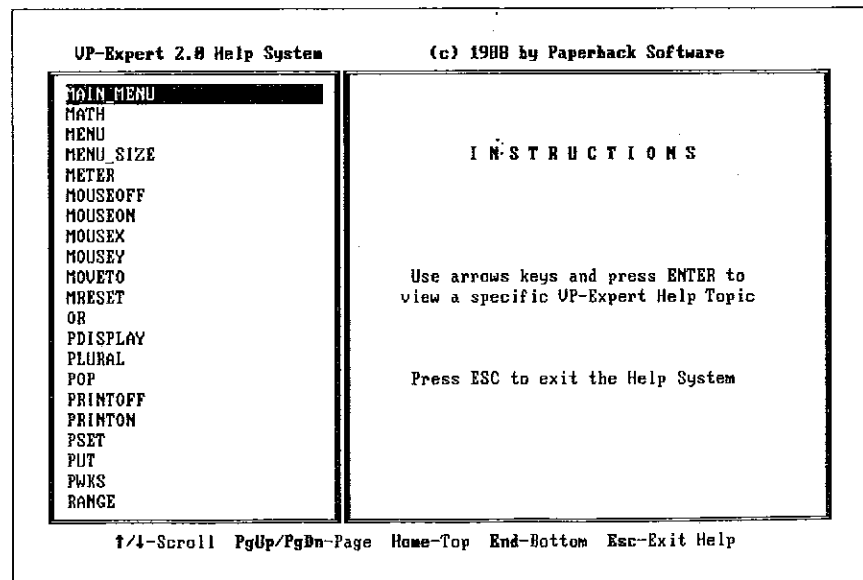 VP-Expert 2.0 Help System
(c) 1988 by Paperback Software
MAIN_MENU
MATH
MENU
MENU_SIZE
METER
MOUSEOFF
MOUSEON
MOUSEX
MOUSEY
MOVETO
MRESET
OR
PDISPLAY
PLURAL
POP
PRINTOFF
PRINTON
PSET
PUT
PWKS
RANGE
I N S T R U C T I O N S
Use arrows keys and press ENTER to
view a specific VP-Expert Help Topic
Press ESC to exit the Help System
↑/↓-Scroll PgUp/PgDn-Page Home-Top End-Bottom Esc-Exit Help